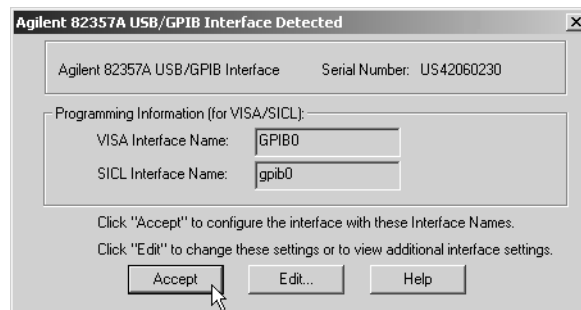 Agilent 82357A USB/GPIB Interface Detected
Agilent 82357A USB/GPIB Interface Serial Number: US42060230
Programming Information (for VISA/SICL):
VISA Interface Name: GPIB0
SICL Interface Name: gpib0
Click "Accept" to configure the interface with these Interface Names.
Click "Edit" to change these settings or to view additional interface settings.
Accept Edit... Help